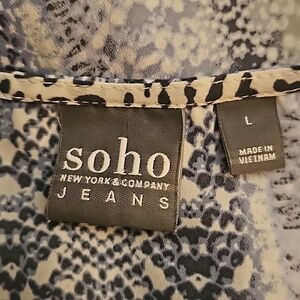 soho
NEW YORK & COMPANY
JEANS
L
MADE IN
VIETNAM